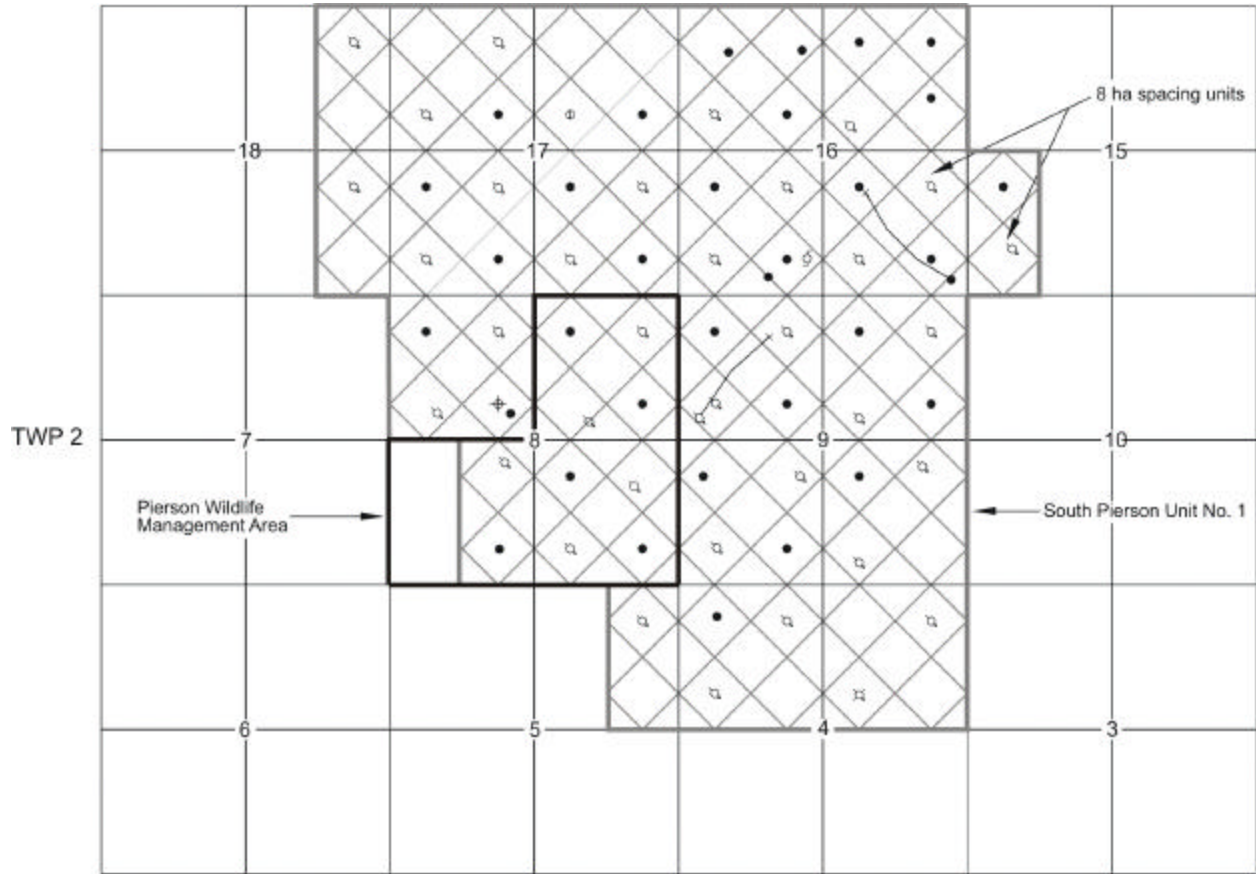 8 ha spacing units
18
17
16
15
TWP 2
7
8
9
10
Pierson Wildlife
Management Area
South Pierson Unit No. 1
6
5
4
3